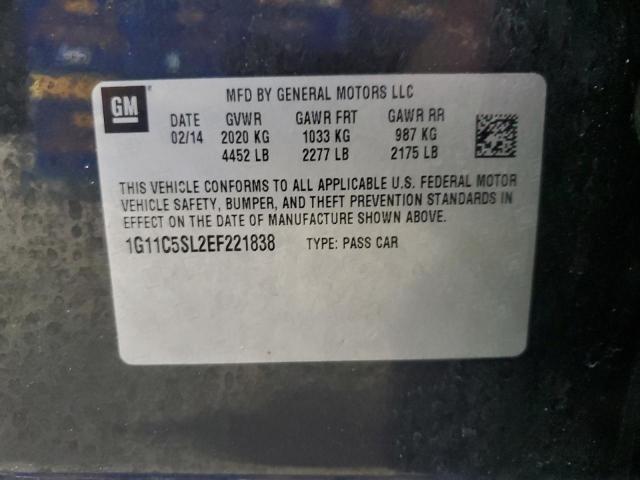 GM
MFD BY GENERAL MOTORS LLC
DATE GVWR GAWR FRT GAWR RR
02/14 2020 KG 1033 KG 987 KG
4452 LB 2277 LB 2175 LB
THIS VEHICLE CONFORMS TO ALL APPLICABLE U.S. FEDERAL MOTOR
VEHICLE SAFETY, BUMPER, AND THEFT PREVENTION STANDARDS IN
EFFECT ON THE DATE OF MANUFACTURE SHOWN ABOVE.
1G11C5SL2EF221838 TYPE: PASS CAR